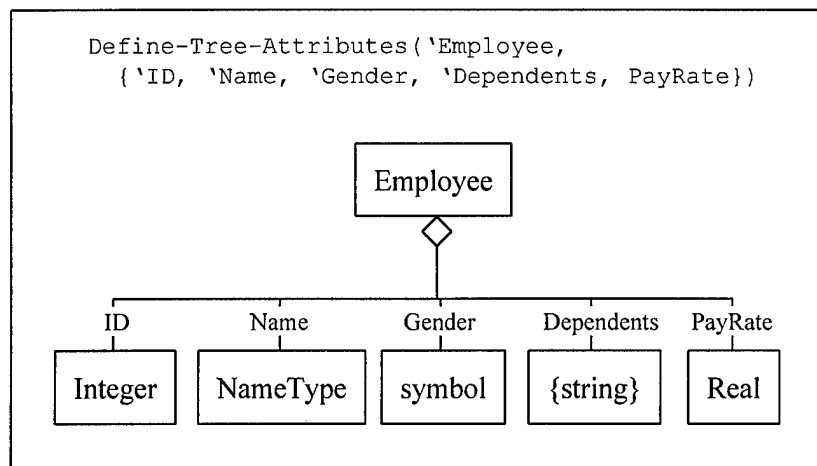 Define-Tree-Attributes(‘Employee,
{‘ID, ‘Name, ‘Gender, ‘Dependents, PayRate})
Employee
ID Name Gender Dependents PayRate
Integer NameType symbol {string} Real